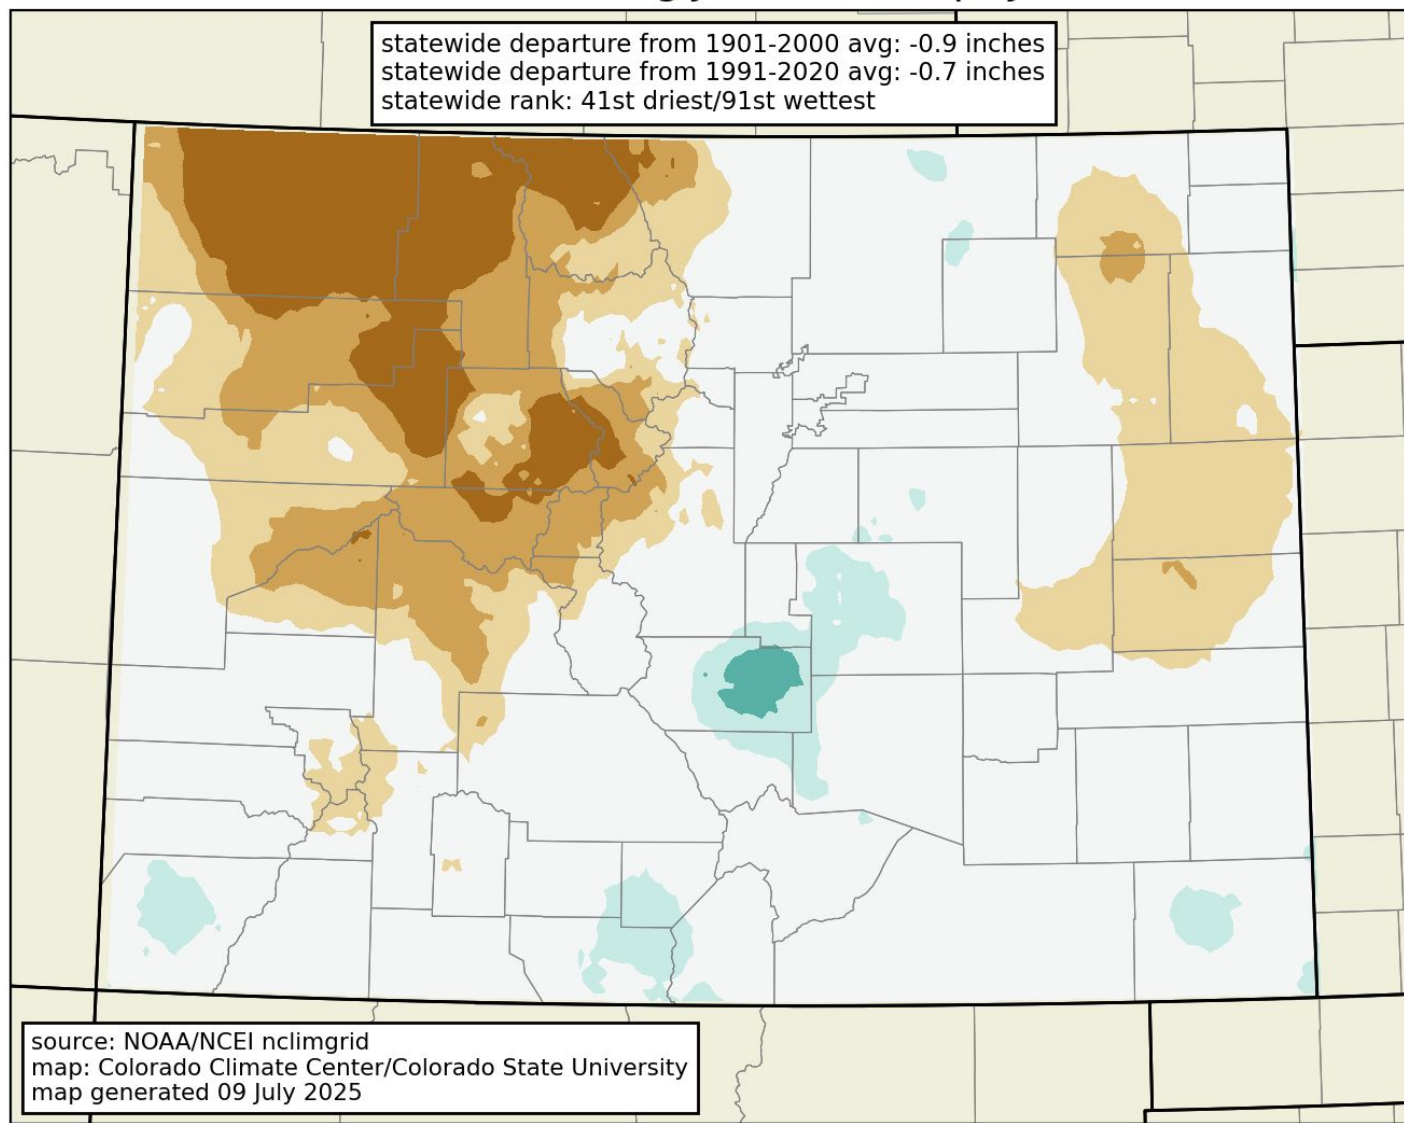 statewide departure from 1901-2000 avg: -0.9 inches
statewide departure from 1991-2020 avg: -0.7 inches
statewide rank: 41st driest/91st wettest
source: NOAA/NCEI nclimgrid
map: Colorado Climate Center/Colorado State University
map generated 09 July 2025